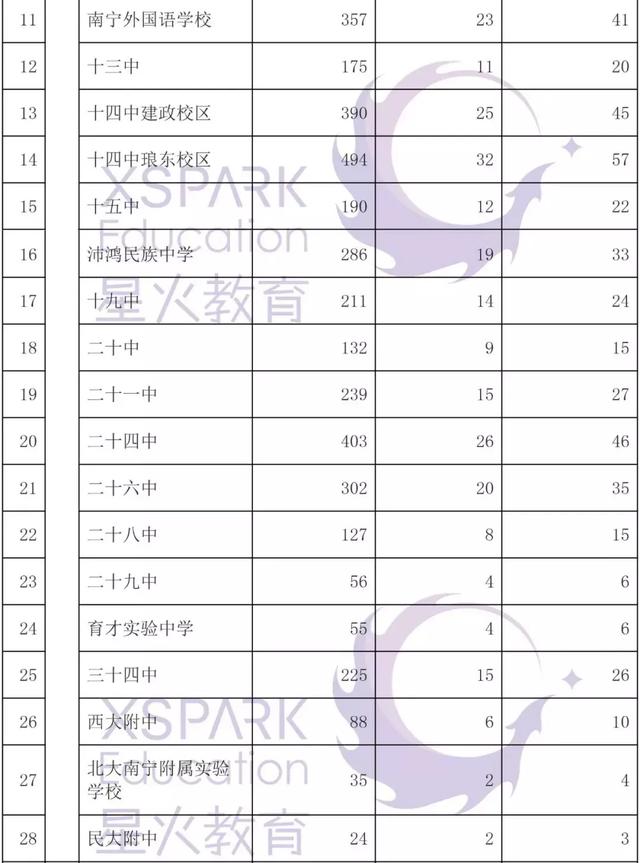 11 南宁外国语学校 357 23 41
12 十三中 175 11 20
13 十四中建政校区 390 25 45
14 十四中琅东校区 494 32 57
XSPARK
15 十五中 190 12 22
Education
16 沛鸿民族中学 286 19 33
星火教育
17 十九中 211 14 24
18 二十中 132 9 15
19 二十一中 239 15 27
20 二十四中 403 26 46
21 二十六中 302 20 35
22 二十八中 127 8 15
23 二十九中 56 4 6
24 育才实验中学 55 4 6
25 三十四中 225 15 26
XSPARK
26 西大附中 88 6 10
Education
27 北大南宁附属实验 35 2 4
学校
星火教育
28 民大附中 24 2 3